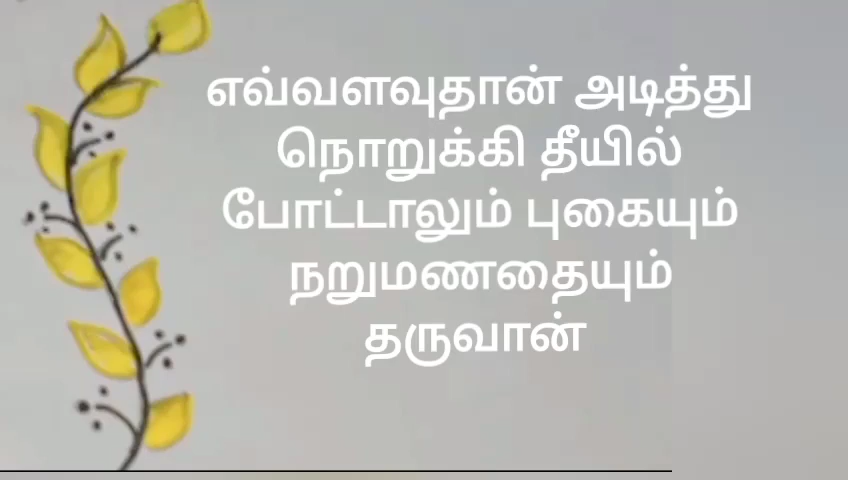 எவ்வளவுதான் அடித்து
நொறுக்கி தீயில்
போட்டாலும் புகையும்
நறுமணதையும்
தருவான்